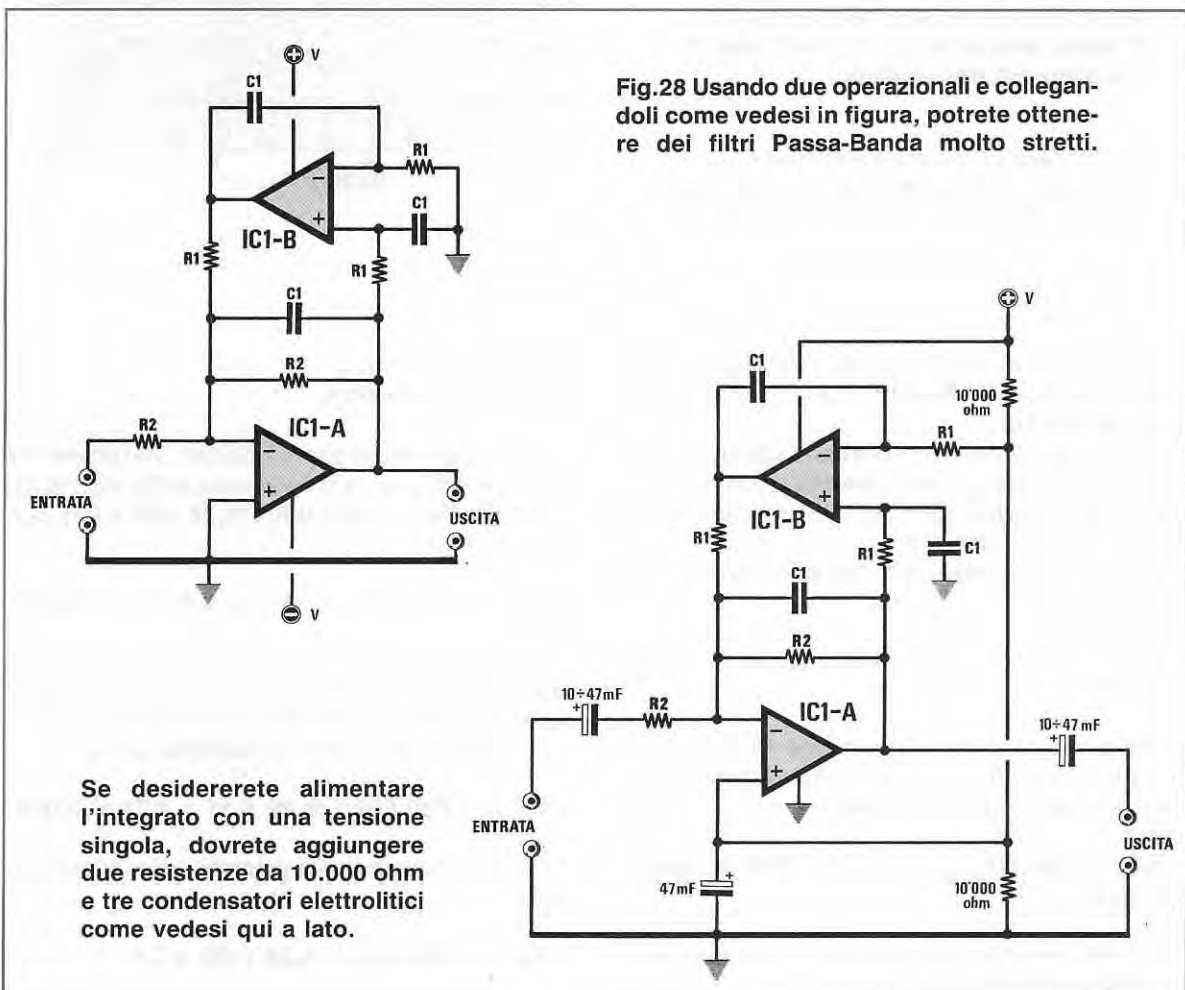 V
C1
R1
C1
IC1-B
R1
R1
C1
R2
R2
IC1-A
ENTRATA
USCITA
V
Fig.28 Usando due operazionali e collegan-
doli come vedesi in figura, potrete ottene-
re dei filtri Passa-Banda molto stretti.
V
C1
10'000
ohm
R1
IC1-B
R1
R1
C1
C1
R2
10÷47mF
+
R2
IC1-A
10÷47 mF
+
ENTRATA
USCITA
47mF
+
10'000
ohm
Se desidererete alimentare
l'integrato con una tensione
singola, dovrete aggiungere
due resistenze da 10.000 ohm
e tre condensatori elettrolitici
come vedesi qui a lato.